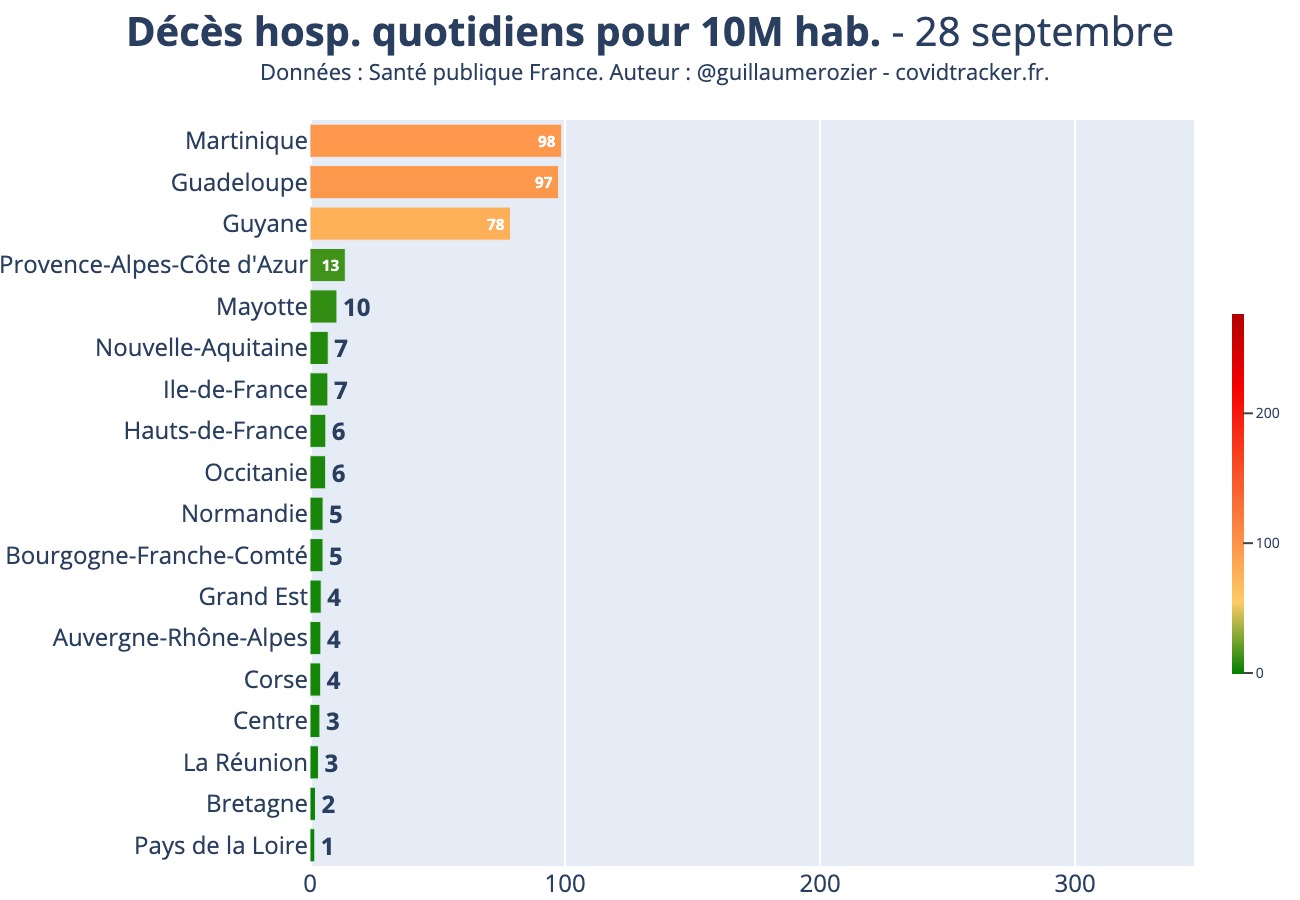 Décès hosp. quotidiens pour 10M hab. - 28 septembre
Données : Santé publique France. Auteur : @guillaumerozier - covidtracker.fr.
Martinique 98
Guadeloupe 97
Guyane 78
Provence-Alpes-Côte d'Azur 13
Mayotte 10
Nouvelle-Aquitaine 7
Ile-de-France 7
Hauts-de-France 6
Occitanie 6
Normandie 5
Bourgogne-Franche-Comté 5
Grand Est 4
Auvergne-Rhône-Alpes 4
Corse 4
Centre 3
La Réunion 3
Bretagne 2
Pays de la Loire 1
0 100 200 300
200
100
0